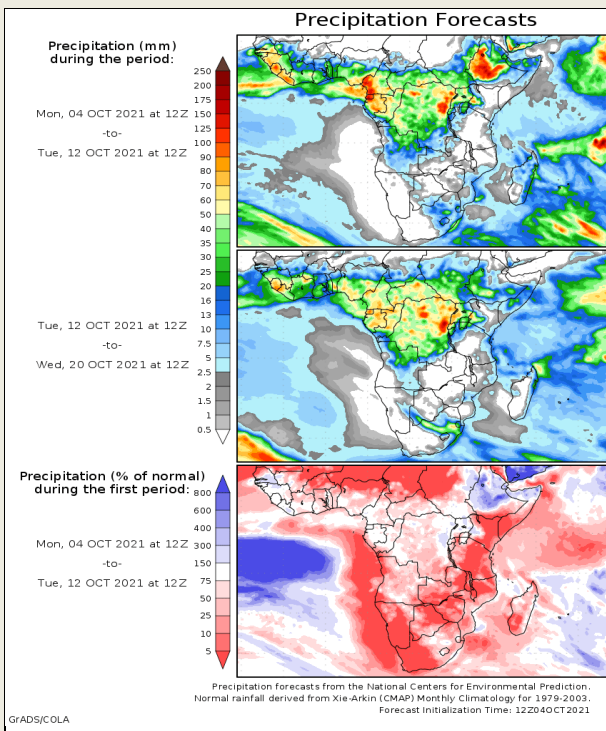 Precipitation Forecasts
Precipitation (mm)
during the period:
Mon, 04 OCT 2021 at 12Z
-to-
Tue, 12 OCT 2021 at 12Z
250
200
175
150
125
100
90
80
70
60
50
40
35
30
25
20
16
13
10
7.5
5
2.5
2
1.5
1
0.5
Tue, 12 OCT 2021 at 12Z
-to-
Wed, 20 OCT 2021 at 12Z
Precipitation (% of normal)
during the first period:
Mon, 04 OCT 2021 at 12Z
-to-
Tue, 12 OCT 2021 at 12Z
800
600
400
300
150
75
50
25
10
5
Precipitation forecasts from the National Centers for Environmental Prediction.
Normal rainfall derived from Xie-Arkin (CMAP) Monthly Climatology for 1979-2003.
Forecast Initialization Time: 12Z04OCT2021
GrADS/COLA